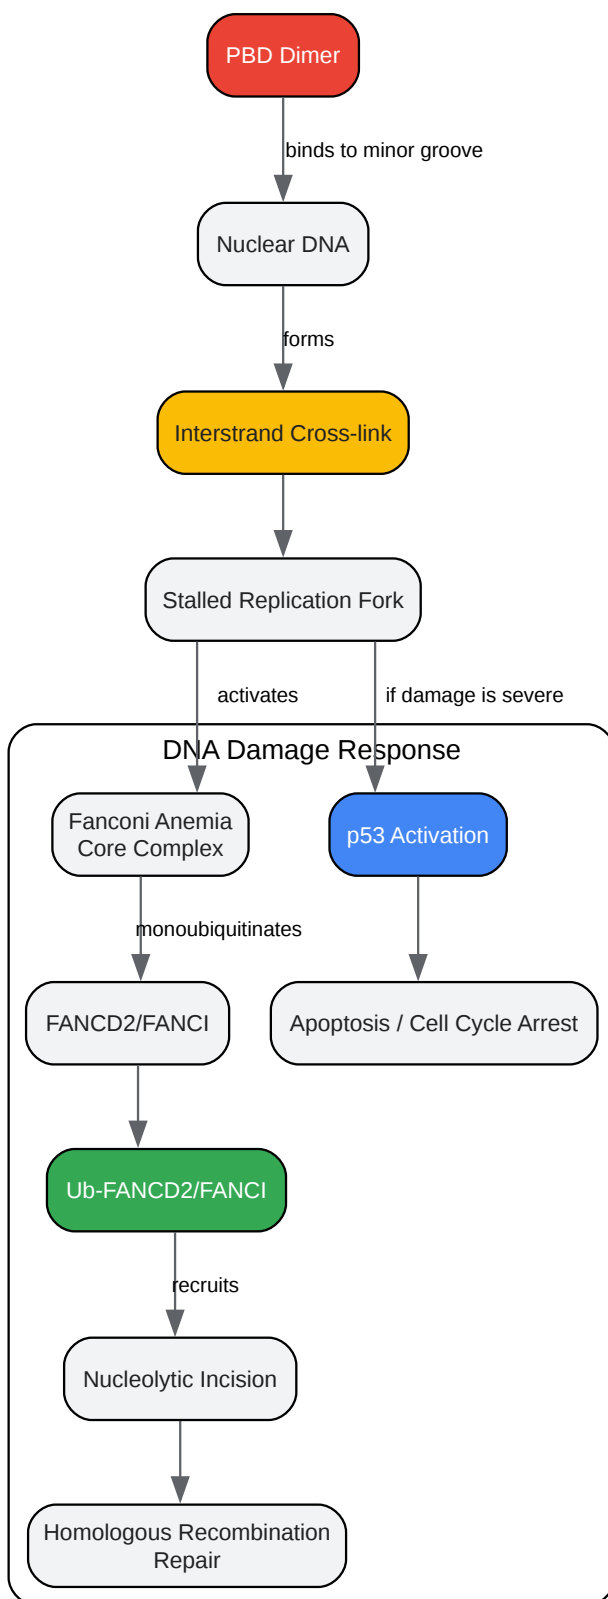 PBD Dimer
binds to minor groove
Nuclear DNA
forms
Interstrand Cross-link
Stalled Replication Fork
activates
if damage is severe
DNA Damage Response
Fanconi Anemia
Core Complex
p53 Activation
monoubiquitinates
FANCD2/FANCI
Apoptosis / Cell Cycle Arrest
Ub-FANCD2/FANCI
recruits
Nucleolytic Incision
Homologous Recombination
Repair